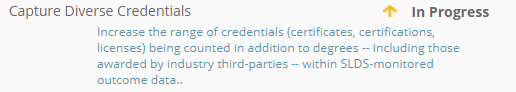 Capture Diverse Credentials In Progress
Increase the range of credentials (certificates, certifications,
licenses) being counted in addition to degrees -- including those
awarded by industry third-parties -- within SLDS-monitored
outcome data..